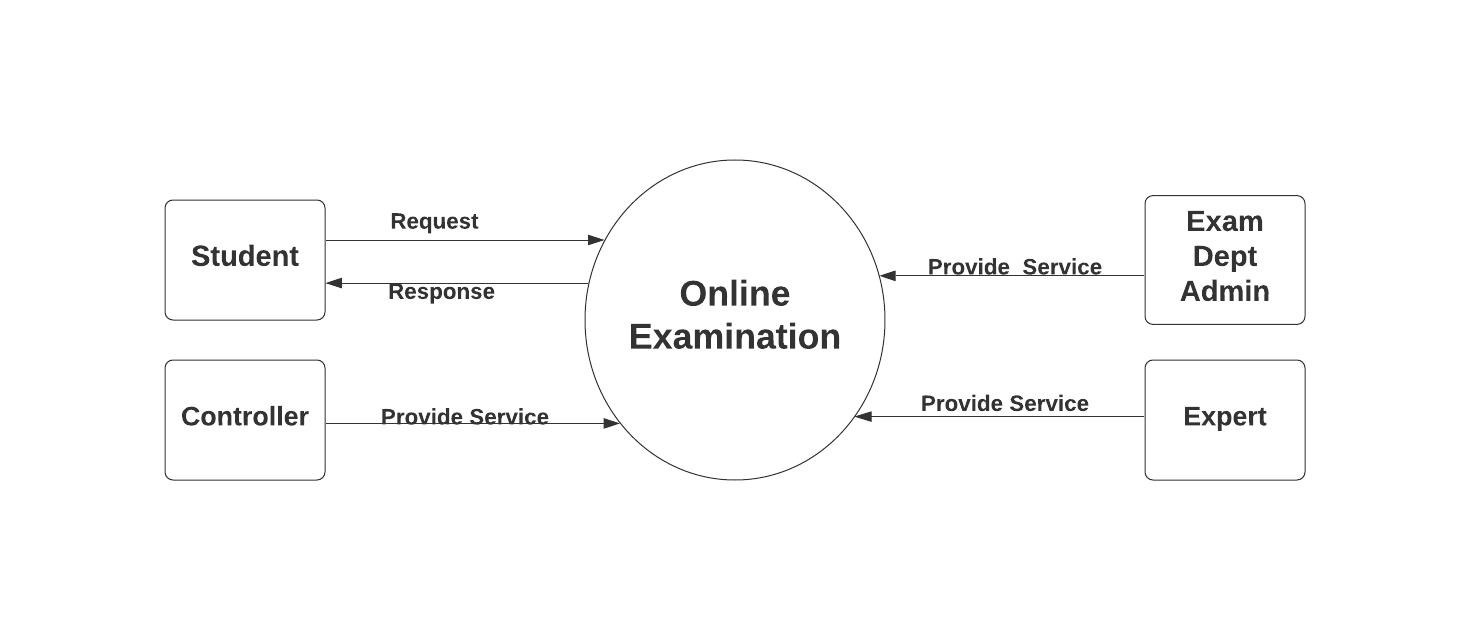 Request
Student
Response
Controller
Provide Service
Online
Examination
Provide  Service
Exam
Dept
Admin
Provide Service
Expert